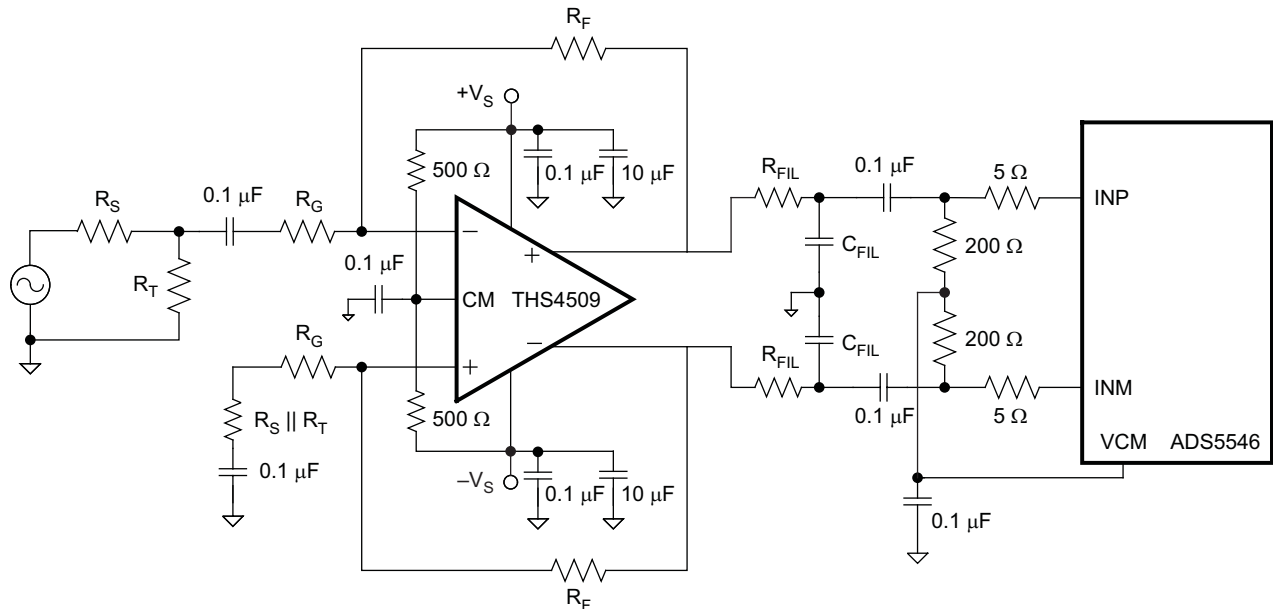 R_F
+V_S
500 Ω
0.1 μF
10 μF
R_S
0.1 μF
R_G
R_T
−
+
0.1 μF
CM
THS4509
R_G
+
−
R_S || R_T
0.1 μF
500 Ω
−V_S
0.1 μF
10 μF
R_F
R_FIL
0.1 μF
5 Ω
INP
C_FIL
200 Ω
R_FIL
C_FIL
200 Ω
0.1 μF
5 Ω
INM
VCM
ADS5546
0.1 μF